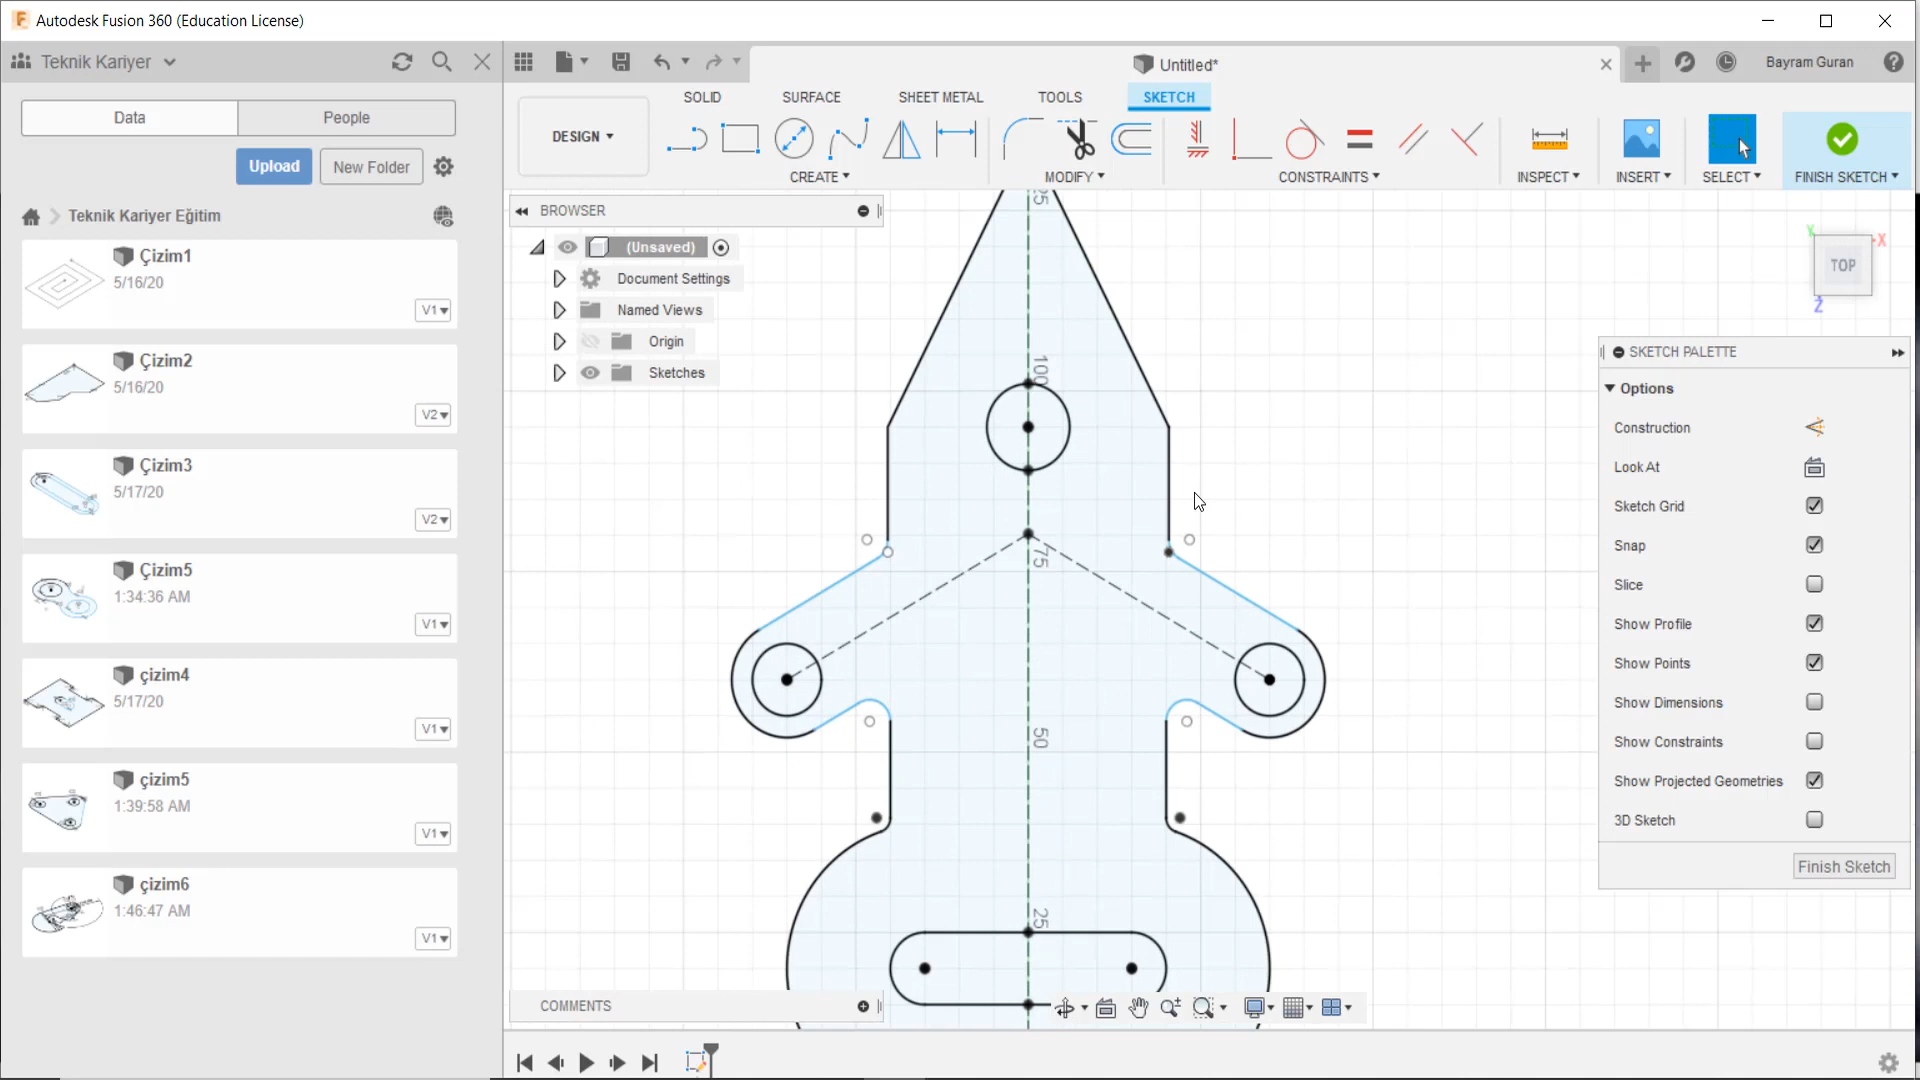 Autodesk Fusion 360 (Education License)
Teknik Kariyer
Untitled*
Bayram Guran
Data
People
Upload
New Folder
Teknik Kariyer Eğitim
Çizim1
5/16/20
V1
Çizim2
5/16/20
V2
Çizim3
5/17/20
V2
Çizim5
1:34:36 AM
V1
çizim4
5/17/20
V1
çizim5
1:39:58 AM
V1
çizim6
1:46:47 AM
V1
SOLID
SURFACE
SHEET METAL
TOOLS
SKETCH
DESIGN
CREATE
MODIFY
CONSTRAINTS
INSPECT
INSERT
SELECT
FINISH SKETCH
BROWSER
(Unsaved)
Document Settings
Named Views
Origin
Sketches
100
75
50
25
TOP
X
Y
Z
SKETCH PALETTE
Options
Construction
Look At
Sketch Grid
Snap
Slice
Show Profile
Show Points
Show Dimensions
Show Constraints
Show Projected Geometries
3D Sketch
Finish Sketch
COMMENTS